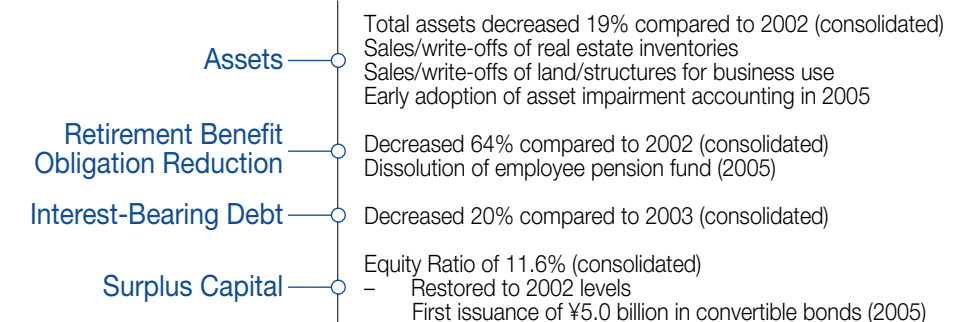 Assets
Total assets decreased 19% compared to 2002 (consolidated)
Sales/write-offs of real estate inventories
Sales/write-offs of land/structures for business use
Early adoption of asset impairment accounting in 2005
Retirement Benefit
Obligation Reduction
Decreased 64% compared to 2002 (consolidated)
Dissolution of employee pension fund (2005)
Interest-Bearing Debt
Decreased 20% compared to 2003 (consolidated)
Surplus Capital
Equity Ratio of 11.6% (consolidated)
– Restored to 2002 levels
First issuance of ¥5.0 billion in convertible bonds (2005)